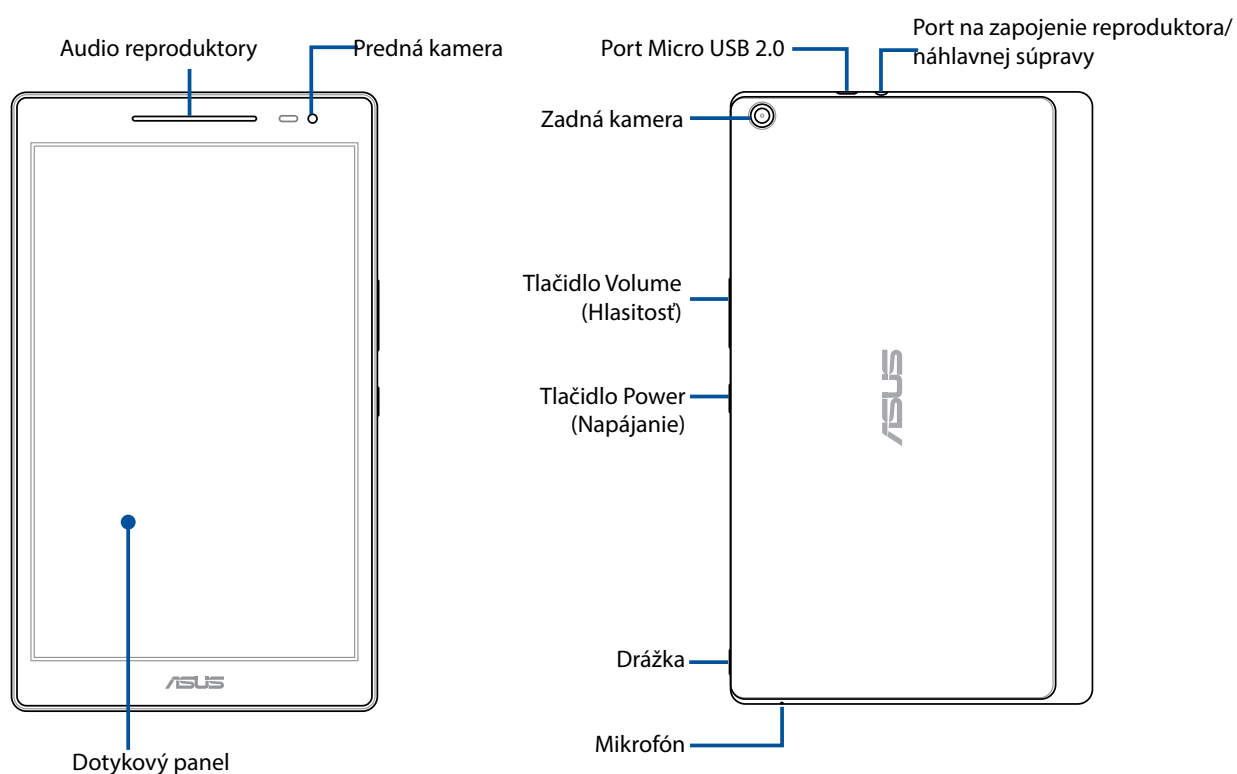 Audio reproduktory
Predná kamera
ASUS
Dotykový panel
Port Micro USB 2.0
Port na zapojenie reproduktora/
náhlavnej súpravy
Zadná kamera
Tlačidlo Volume
(Hlasitosť)
Tlačidlo Power
(Napájanie)
ASUS
Drážka
Mikrofón